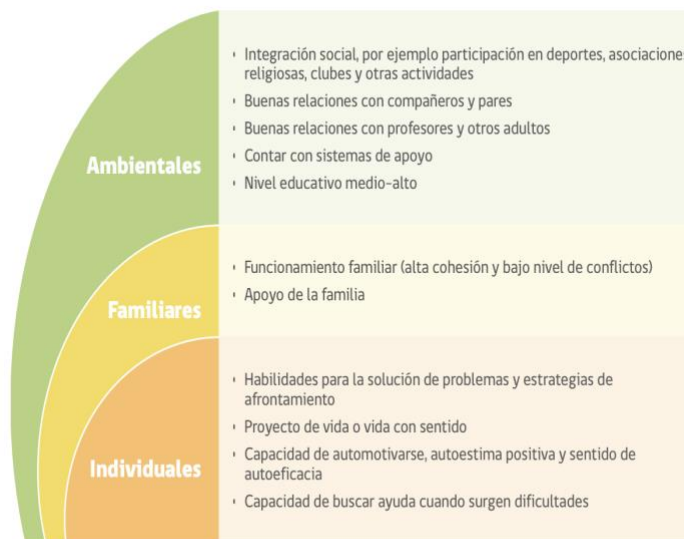 Ambientales
• Integración social, por ejemplo participación en deportes, asociaciones
religiosas, clubes y otras actividades
• Buenas relaciones con compañeros y pares
• Buenas relaciones con profesores y otros adultos
• Contar con sistemas de apoyo
• Nivel educativo medio-alto
Familiares
• Funcionamiento familiar (alta cohesión y bajo nivel de conflictos)
• Apoyo de la familia
Individuales
• Habilidades para la solución de problemas y estrategias de
afrontamiento
• Proyecto de vida o vida con sentido
• Capacidad de automotivarse, autoestima positiva y sentido de
autoeficacia
• Capacidad de buscar ayuda cuando surgen dificultades